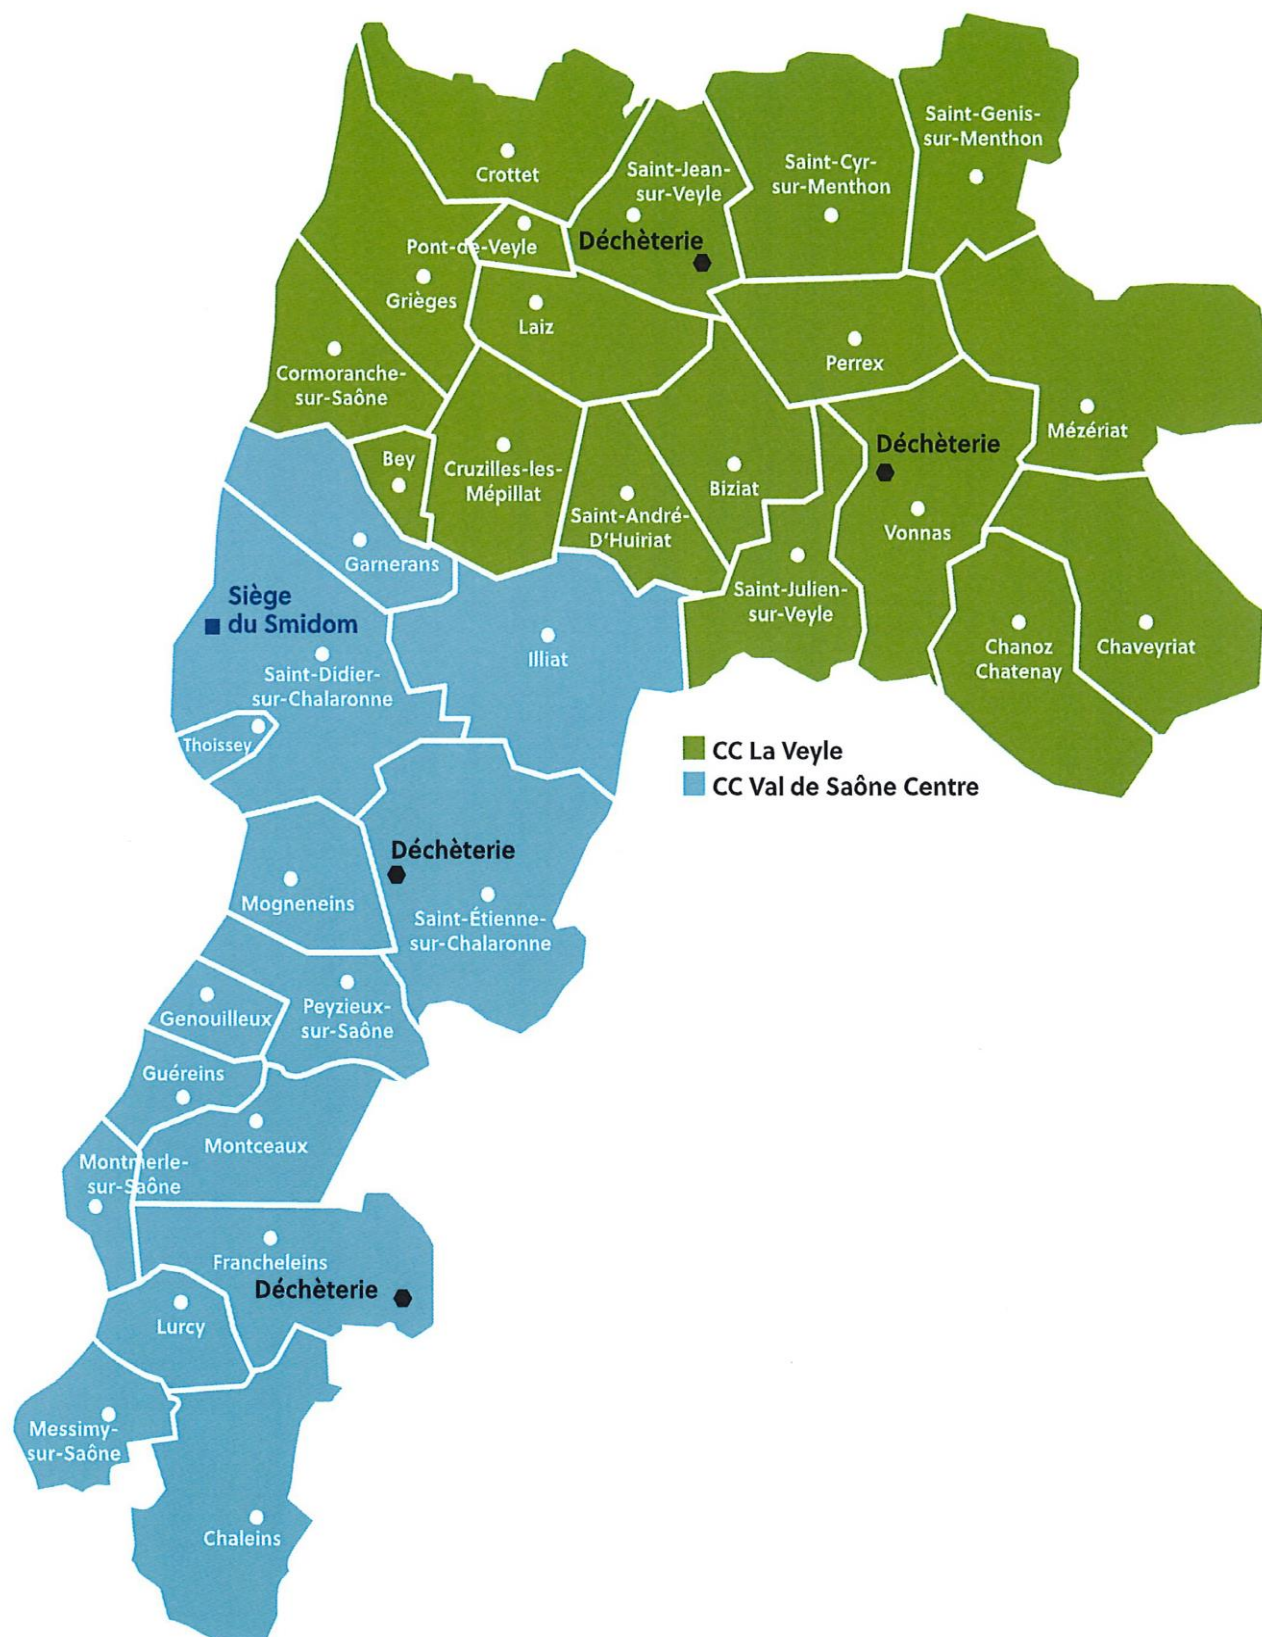 Crottet
Saint-Jean-
sur-Veyle
Saint-Cyr-
sur-Menthon
Saint-Genis-
sur-Menthon
Pont-de-Veyle
Déchèterie
Grièges
Laiz
Perrex
Cormoranche-
sur-Saône
Mézériat
Bey
Cruzilles-les-
Mépillat
Saint-André-
D'Huiriat
Biziat
Déchèterie
Vonnas
Garnerans
Saint-Julien-
sur-Veyle
Chanoz
Chatenay
Chaveyriat
Siège
du Smidom
Illiat
Saint-Didier-
sur-Chalaronne
Thoissey
CC La Veyle
CC Val de Saône Centre
Déchèterie
Mogneneins
Saint-Étienne-
sur-Chalaronne
Genouilleux
Peyzieux-
sur-Saône
Guéreins
Montceaux
Montmerle-
sur-Saône
Francheleins
Déchèterie
Lurcy
Messimy-
sur-Saône
Chaleins